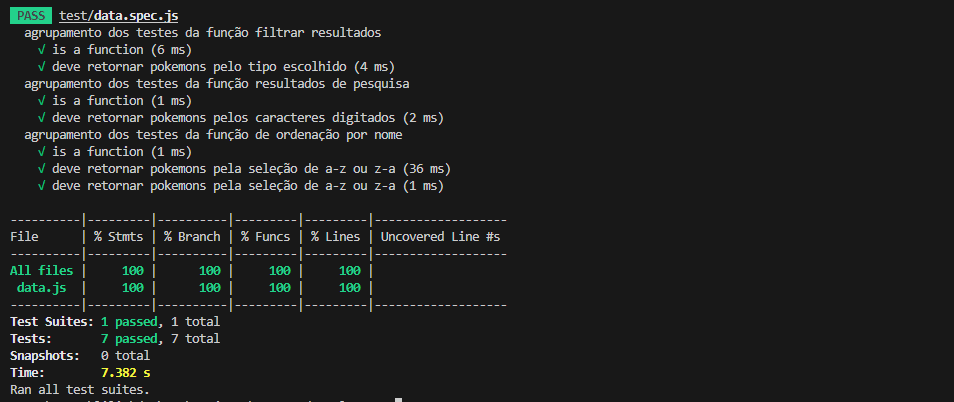 PASS test/data.spec.js
agrupamento dos testes da função filtrar resultados
√ is a function (6 ms)
√ deve retornar pokemons pelo tipo escolhido (4 ms)
agrupamento dos testes da função resultados de pesquisa
√ is a function (1 ms)
√ deve retornar pokemons pelos caracteres digitados (2 ms)
agrupamento dos testes da função de ordenação por nome
√ is a function (1 ms)
√ deve retornar pokemons pela seleção de a-z ou z-a (36 ms)
√ deve retornar pokemons pela seleção de a-z ou z-a (1 ms)
----------|---------|----------|---------|---------|-------------------
File      | % Stmts | % Branch | % Funcs | % Lines | Uncovered Line #s
----------|---------|----------|---------|---------|-------------------
All files |     100 |      100 |     100 |     100 |
 data.js  |     100 |      100 |     100 |     100 |
----------|---------|----------|---------|---------|-------------------
Test Suites: 1 passed, 1 total
Tests:       7 passed, 7 total
Snapshots:   0 total
Time:        7.382 s
Ran all test suites.